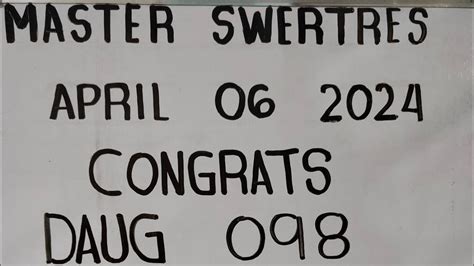 MASTER SWERTRES
APRIL 06 2024
CONGRATS
DAUG 098